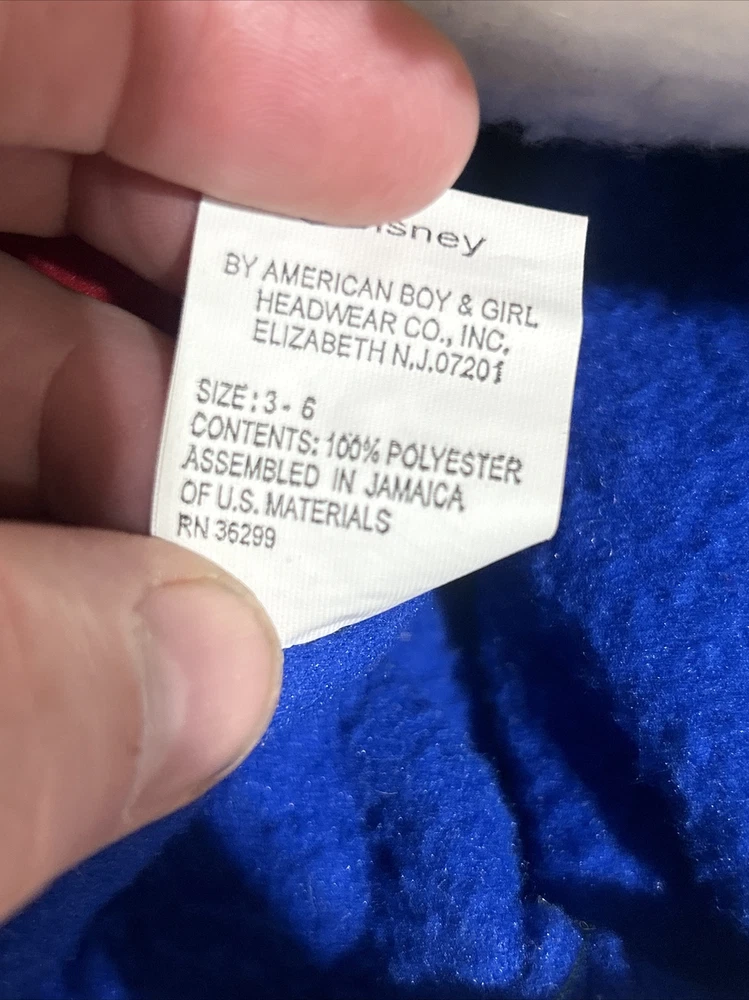 Disney
BY AMERICAN BOY & GIRL
HEADWEAR CO., INC.
ELIZABETH N.J.07201
SIZE: 3 - 6
CONTENTS: 100% POLYESTER
ASSEMBLED IN JAMAICA
OF U.S. MATERIALS
RN 36299